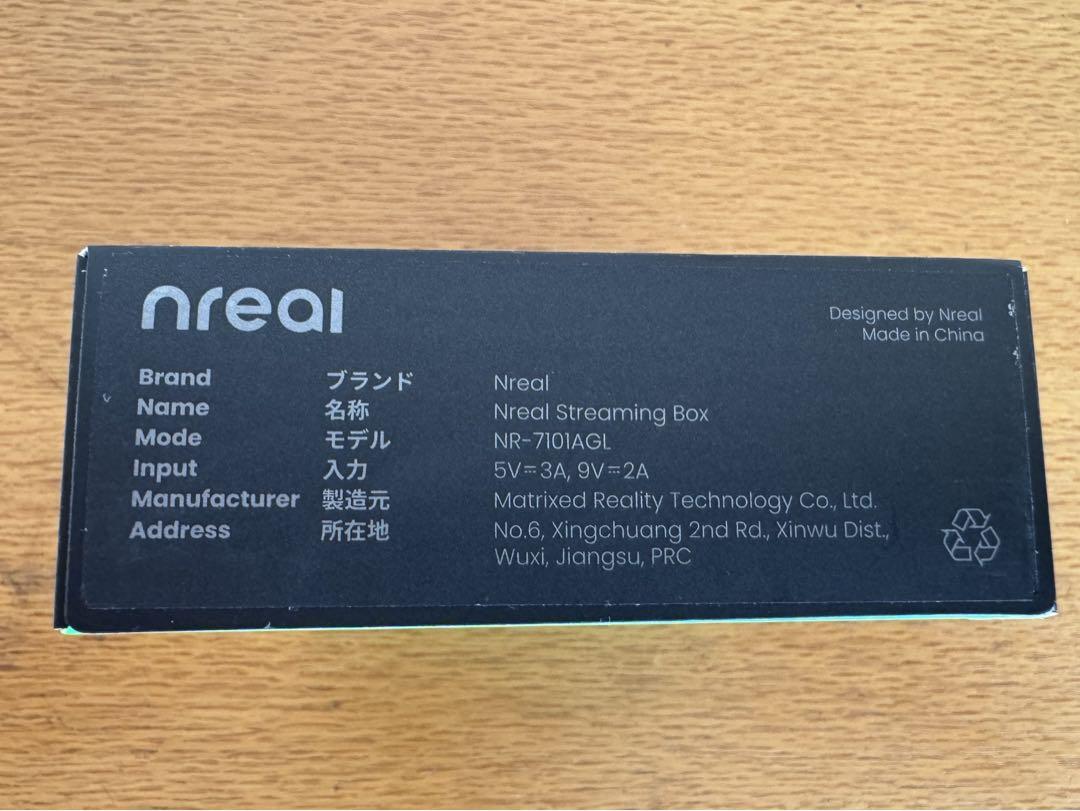 nreal
Designed by Nreal
Made in China
Brand ブランド Nreal
Name 名称 Nreal Streaming Box
Mode モデル NR-7101AGL
Input 入力 5V⎓3A, 9V⎓2A
Manufacturer 製造元 Matrixed Reality Technology Co., Ltd.
Address 所在地 No.6, Xingchuang 2nd Rd., Xinwu Dist.,
Wuxi, Jiangsu, PRC